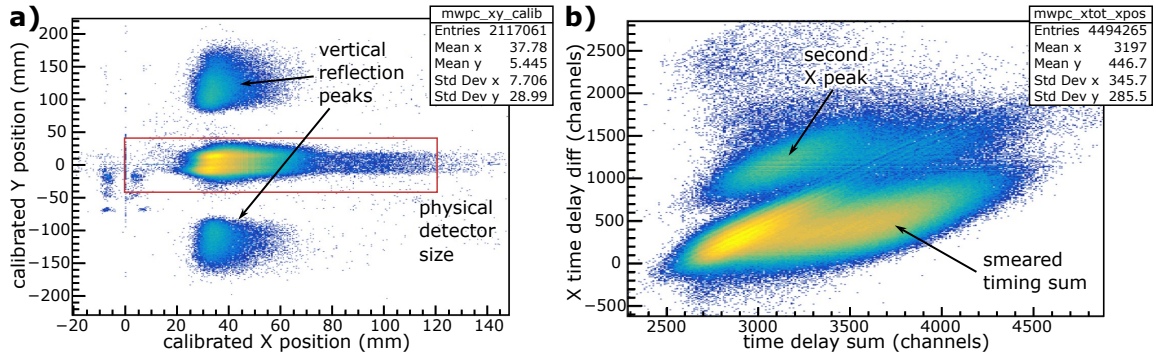 a)
mwpc_xy_calib
Entries 2117061
Mean x 37.78
Mean y 5.445
Std Dev x 7.706
Std Dev y 28.99
calibrated Y position (mm)
200
150
100
50
0
−50
−100
−150
−200
vertical
reflection
peaks
physical
detector
size
−20 0 20 40 60 80 100 120 140
calibrated X position (mm)
b)
mwpc_xtot_xpos
Entries 4494265
Mean x 3197
Mean y 446.7
Std Dev x 345.7
Std Dev y 285.5
X time delay diff (channels)
2500
2000
1500
1000
500
0
−500
second
X peak
smeared
timing sum
2500 3000 3500 4000 4500
time delay sum (channels)